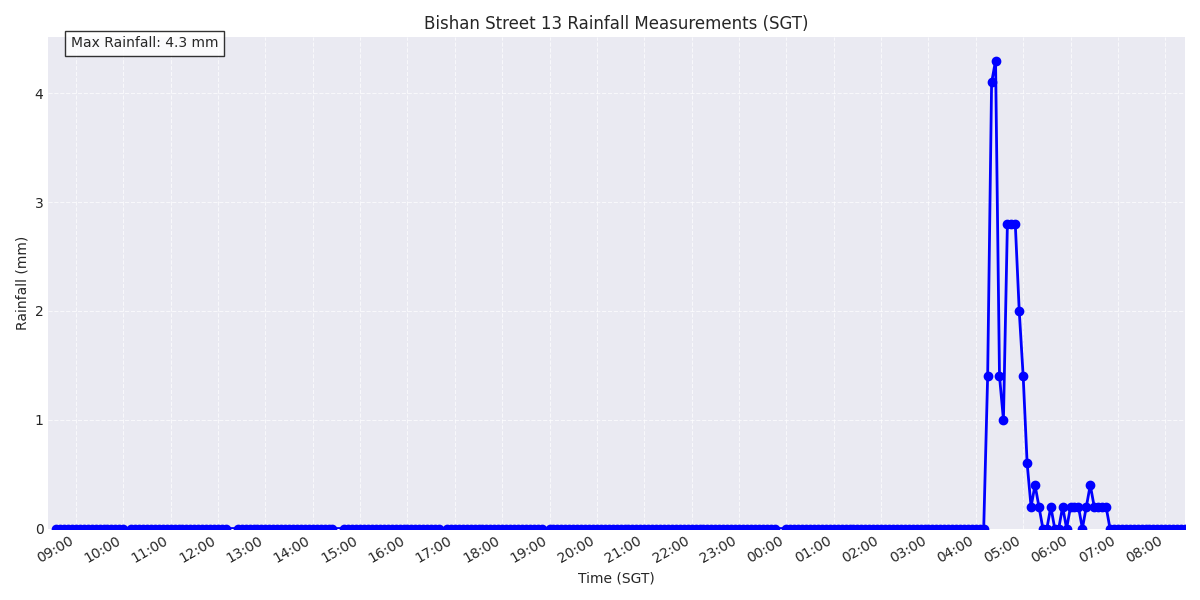 Bishan Street 13 Rainfall Measurements (SGT)
Max Rainfall: 4.3 mm
Rainfall (mm)
4
3
2
1
0
09:00 10:00 11:00 12:00 13:00 14:00 15:00 16:00 17:00 18:00 19:00 20:00 21:00 22:00 23:00 00:00 01:00 02:00 03:00 04:00 05:00 06:00 07:00 08:00
Time (SGT)